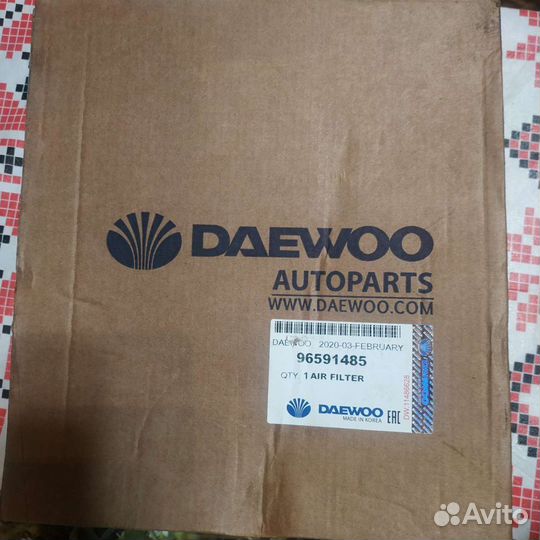 DAEWOO
AUTOPARTS
WWW.DAEWOO.COM
DAEWOO 2020-03-FEBRUARY
96591485
QTY 1 AIR FILTER
DAEWOO
MADE IN KOREA
EAC
DAEWOO
Avito